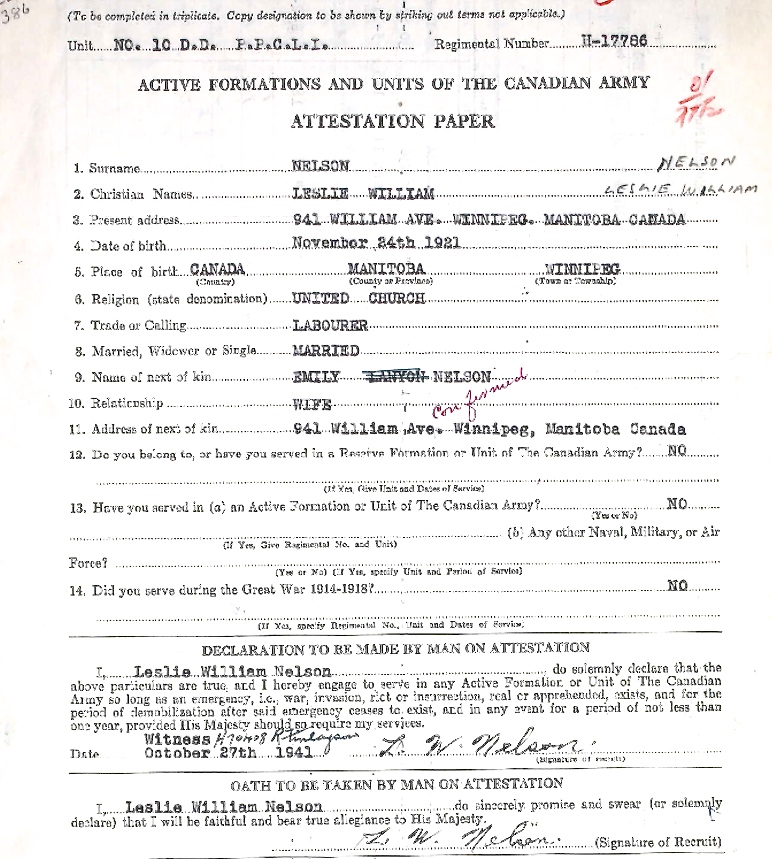 386
(To be completed in triplicate. Copy designation to be shown by striking out terms not applicable.)
Unit NO. 10 D.D. P.P.C.L.I. Regimental Number H-17786
ACTIVE FORMATIONS AND UNITS OF THE CANADIAN ARMY
ATTESTATION PAPER
1. Surname NELSON NELSON
2. Christian Names LESLIE WILLIAM LESLIE WILLIAM
3. Present address 941 WILLIAM AVE. WINNIPEG. MANITOBA CANADA
4. Date of birth November 24th 1921
5. Place of birth CANADA MANITOBA WINNIPEG
(Country) (County or Province) (Town or Township)
6. Religion (state denomination) UNITED CHURCH
7. Trade or Calling LABOURER
8. Married, Widower or Single MARRIED
9. Name of next of kin EMILY LANYON NELSON
10. Relationship WIFE confirmed
11. Address of next of kin 941 William Ave. Winnipeg, Manitoba Canada
12. Do you belong to, or have you served in a Reserve Formation or Unit of The Canadian Army? NO
(If Yes, Give Unit and Dates of Service)
13. Have you served in (a) an Active Formation or Unit of The Canadian Army? NO
(Yes or No)
(b) Any other Naval, Military, or Air
(If Yes, Give Regimental No. and Unit)
Force?
(Yes or No) (If Yes, specify Unit and Period of Service)
14. Did you serve during the Great War 1914-1918? NO
(If Yes, specify Regimental No., Unit and Dates of Service)
DECLARATION TO BE MADE BY MAN ON ATTESTATION
I, Leslie William Nelson do solemnly declare that the
above particulars are true, and I hereby engage to serve in any Active Formation or Unit of The Canadian
Army so long as an emergency, i.e., war, invasion, riot or insurrection, real or apprehended, exists, and for the
period of demobilization after said emergency ceases to exist, and in any event for a period of not less than
one year, provided His Majesty should so require my services.
Witness
Date October 27th 1941 L. W. Nelson.
(Signature of recruit)
OATH TO BE TAKEN BY MAN ON ATTESTATION
I, Leslie William Nelson do sincerely promise and swear (or solemnly
declare) that I will be faithful and bear true allegiance to His Majesty.
L. W. Nelson. (Signature of Recruit)